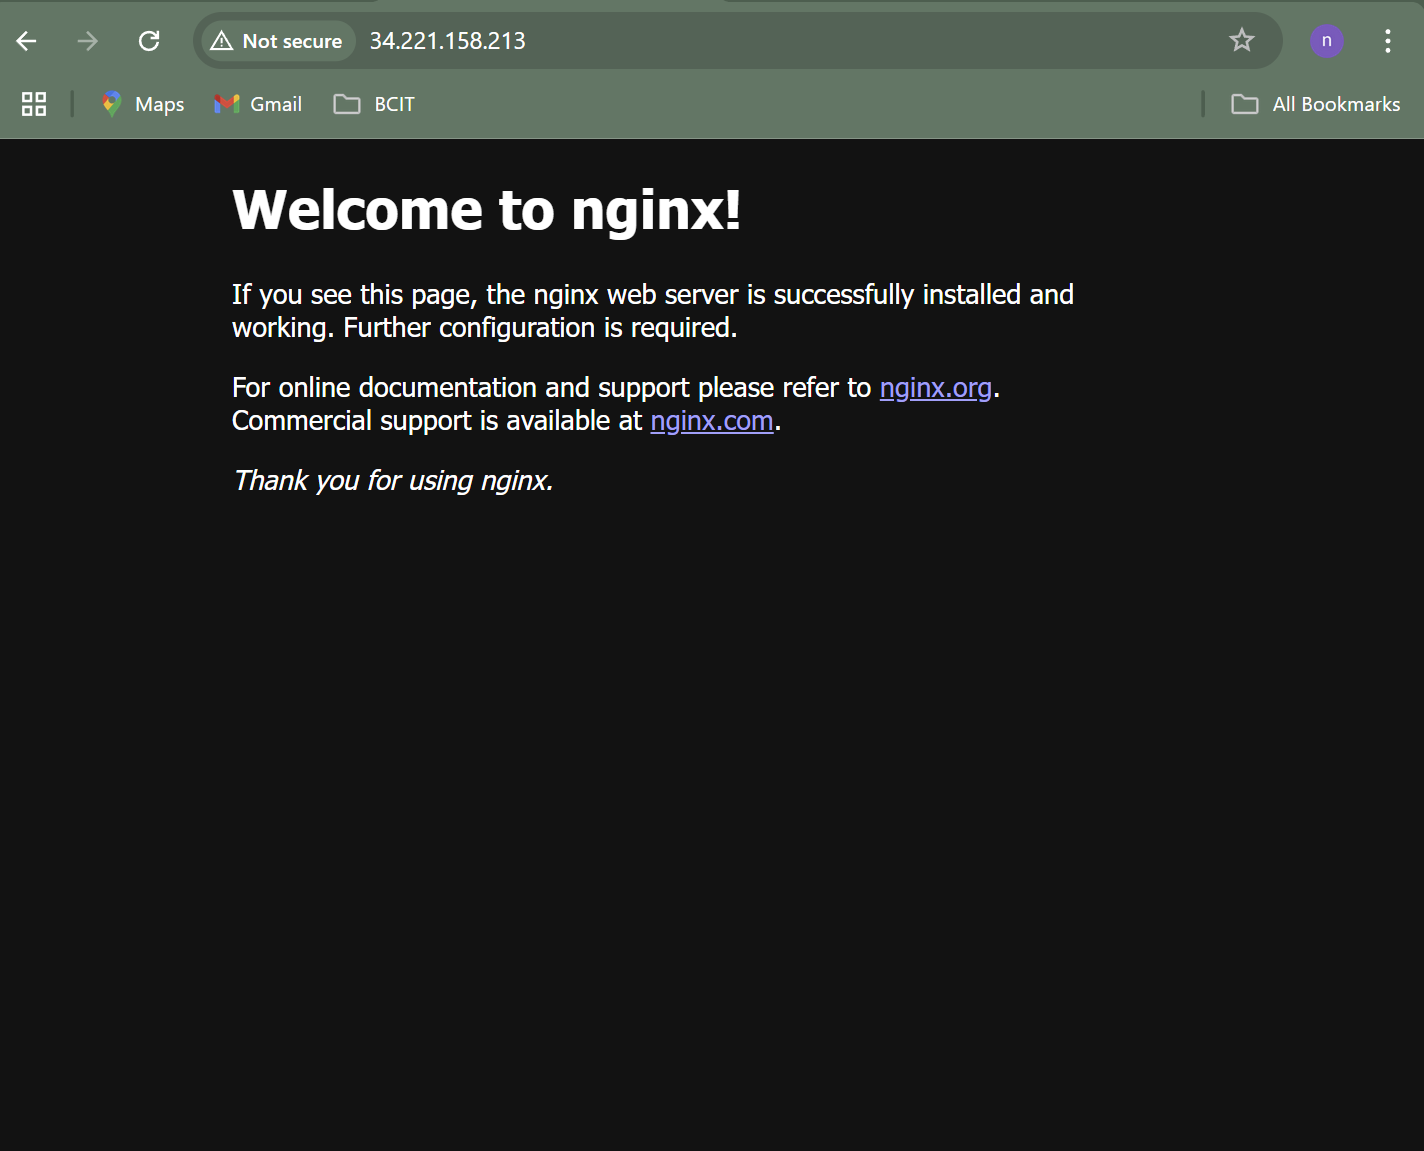 Not secure 34.221.158.213 n
Maps Gmail BCIT All Bookmarks
Welcome to nginx!
If you see this page, the nginx web server is successfully installed and
working. Further configuration is required.
For online documentation and support please refer to nginx.org.
Commercial support is available at nginx.com.
Thank you for using nginx.